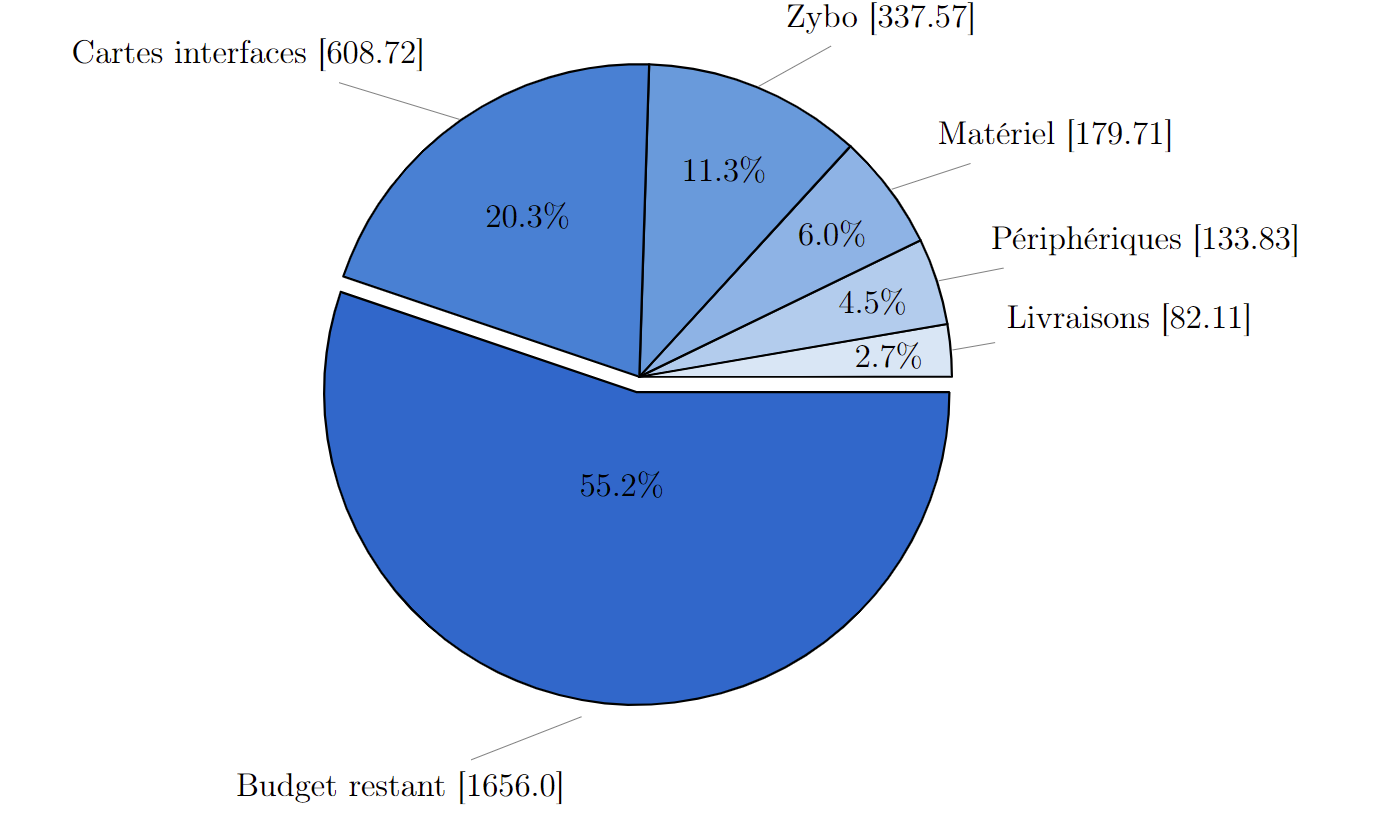 Zybo [337.57]
Cartes interfaces [608.72]
Matériel [179.71]
11.3%
20.3%
6.0%
Périphériques [133.83]
4.5%
Livraisons [82.11]
2.7%
55.2%
Budget restant [1656.0]